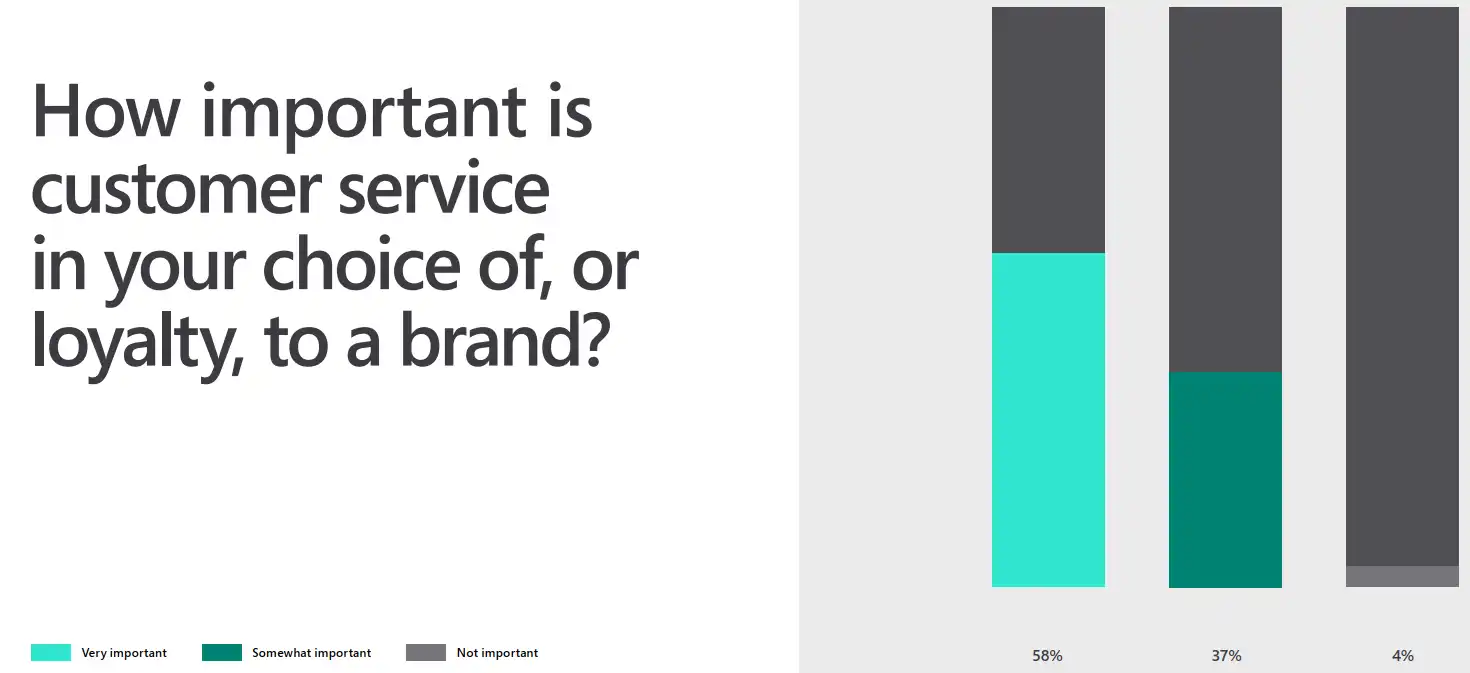 How important is
customer service
in your choice of, or
loyalty, to a brand?
Very important
Somewhat important
Not important
58%
37%
4%